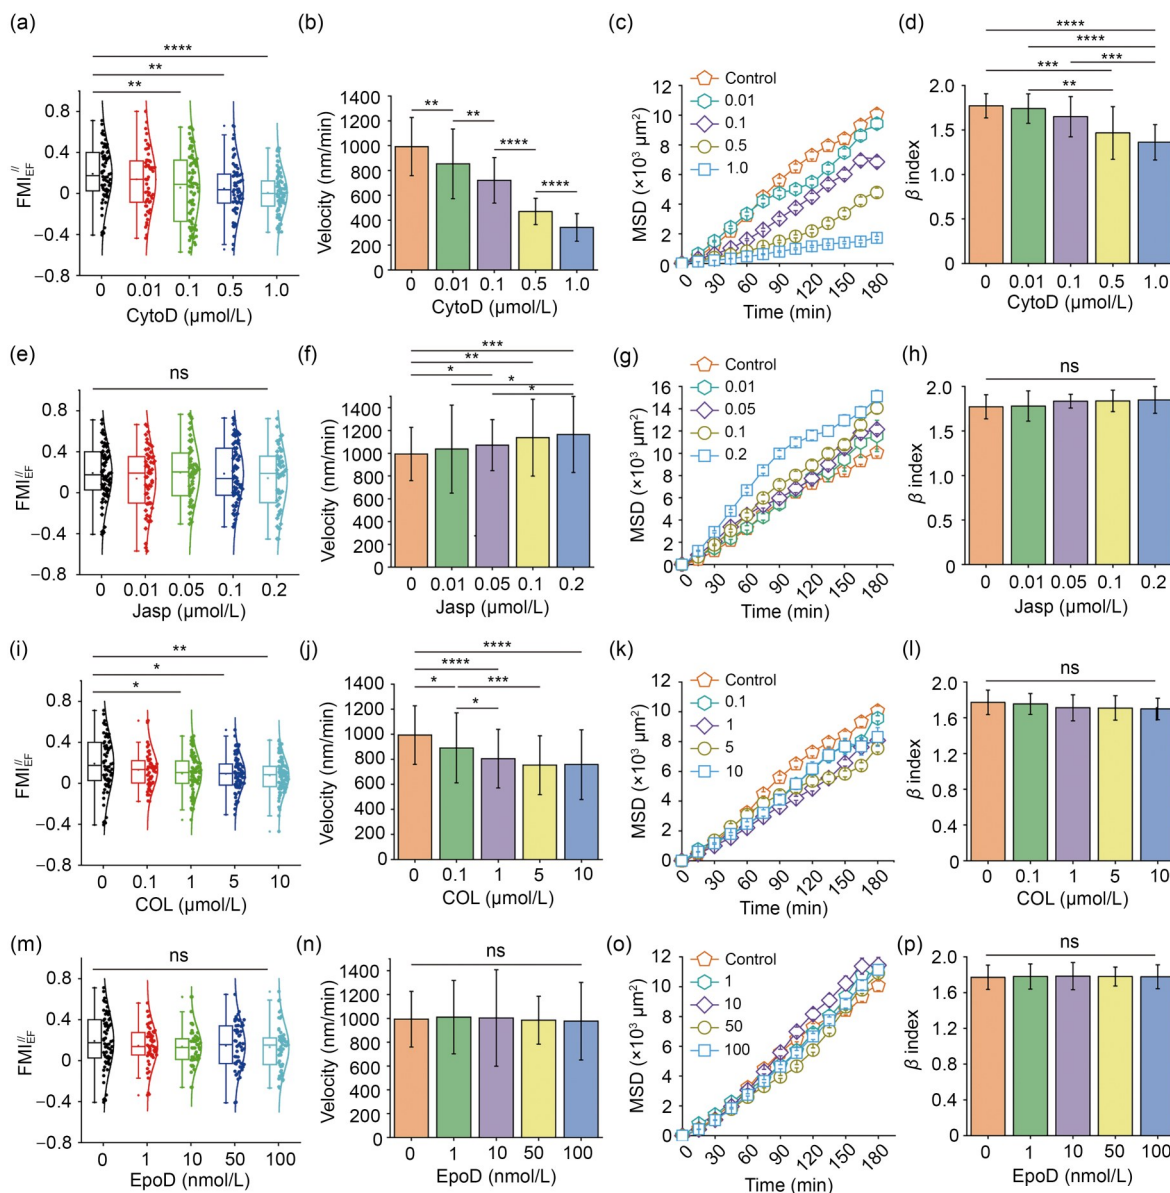 (a)
****
**
**
0.8
0.4
0
−0.4
−0.8
FMI//EF
0 0.01 0.1 0.5 1.0
CytoD (μmol/L)
(b)
** ** **** ****
1400
1200
1000
800
600
400
200
0
Velocity (nm/min)
0 0.01 0.1 0.5 1.0
CytoD (μmol/L)
(c)
12
10
8
6
4
2
0
MSD (×10³ μm²)
Control
0.01
0.1
0.5
1.0
0 30 60 90 120 150 180
Time (min)
(d)
****
****
***
***
**
2.0
1.5
1.0
0
β index
0 0.01 0.1 0.5 1.0
CytoD (μmol/L)
(e)
ns
0.8
0.4
0
−0.4
−0.8
FMI//EF
0 0.01 0.05 0.1 0.2
Jasp (μmol/L)
(f)
***
**
* *
*
1400
1200
1000
800
600
400
200
0
Velocity (nm/min)
0 0.01 0.05 0.1 0.2
Jasp (μmol/L)
(g)
16
14
12
10
8
6
4
2
0
MSD (×10³ μm²)
Control
0.01
0.05
0.1
0.2
0 30 60 90 120 150 180
Time (min)
(h)
ns
2.0
1.5
1.0
0
β index
0 0.01 0.05 0.1 0.2
Jasp (μmol/L)
(i)
**
*
*
0.8
0.4
0
−0.4
−0.8
FMI//EF
0 0.1 1 5 10
COL (μmol/L)
(j)
****
****
* ***
*
1400
1200
1000
800
600
400
200
0
Velocity (nm/min)
0 0.1 1 5 10
COL (μmol/L)
(k)
12
10
8
6
4
2
0
MSD (×10³ μm²)
Control
0.1
1
5
10
0 30 60 90 120 150 180
Time (min)
(l)
ns
2.0
1.6
1.2
0.4
0
β index
0 0.1 1 5 10
COL (μmol/L)
(m)
ns
0.8
0.4
0
−0.4
−0.8
FMI//EF
0 1 10 50 100
EpoD (nmol/L)
(n)
ns
1400
1200
1000
800
600
400
200
0
Velocity (nm/min)
0 1 10 50 100
EpoD (nmol/L)
(o)
12
10
8
6
4
2
0
MSD (×10³ μm²)
Control
1
10
50
100
0 30 60 90 120 150 180
Time (min)
(p)
ns
2.0
1.5
1.0
0
β index
0 1 10 50 100
EpoD (nmol/L)